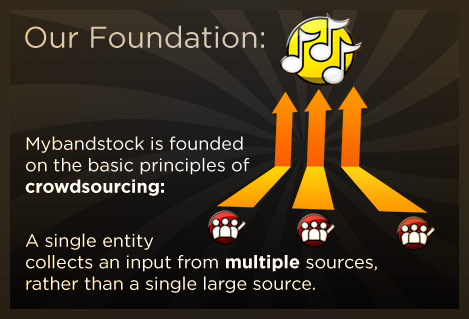 Our Foundation:
Mybandstock is founded
on the basic principles of
crowdsourcing:
A single entity
collects an input from multiple sources,
rather than a single large source.